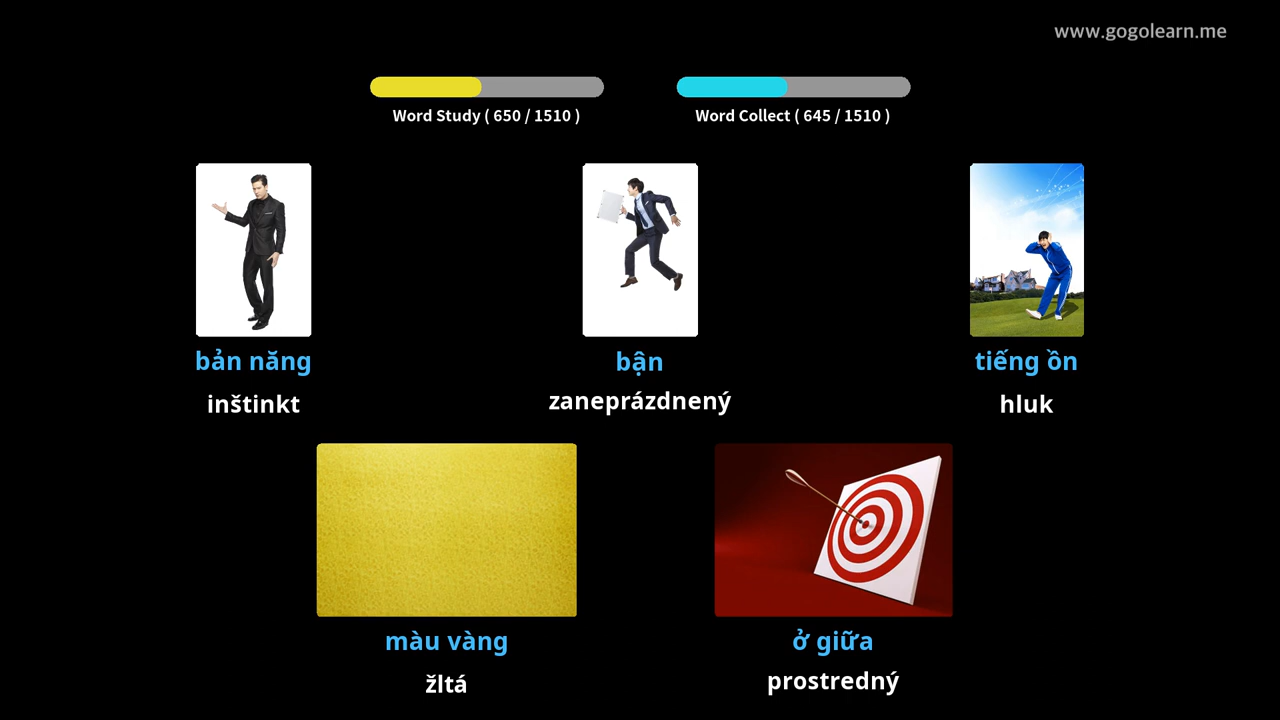 www.gogolearn.me
Word Study ( 650 / 1510 )
Word Collect ( 645 / 1510 )
bản năng
inštinkt
bận
zaneprázdnený
tiếng ồn
hluk
màu vàng
žltá
ở giữa
prostredný